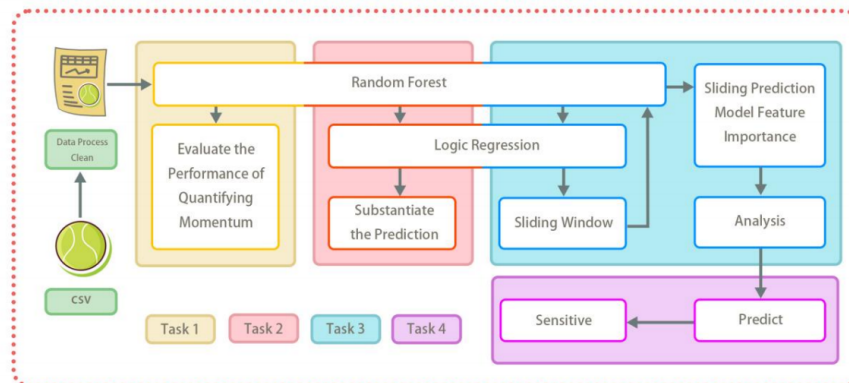 Random Forest
Sliding Prediction
Model Feature
Importance
Data Process
Clean
Evaluate the
Performance of
Quantifying
Momentum
Logic Regression
Substantiate
the Prediction
Sliding Window
Analysis
CSV
Task 1
Task 2
Task 3
Task 4
Sensitive
Predict